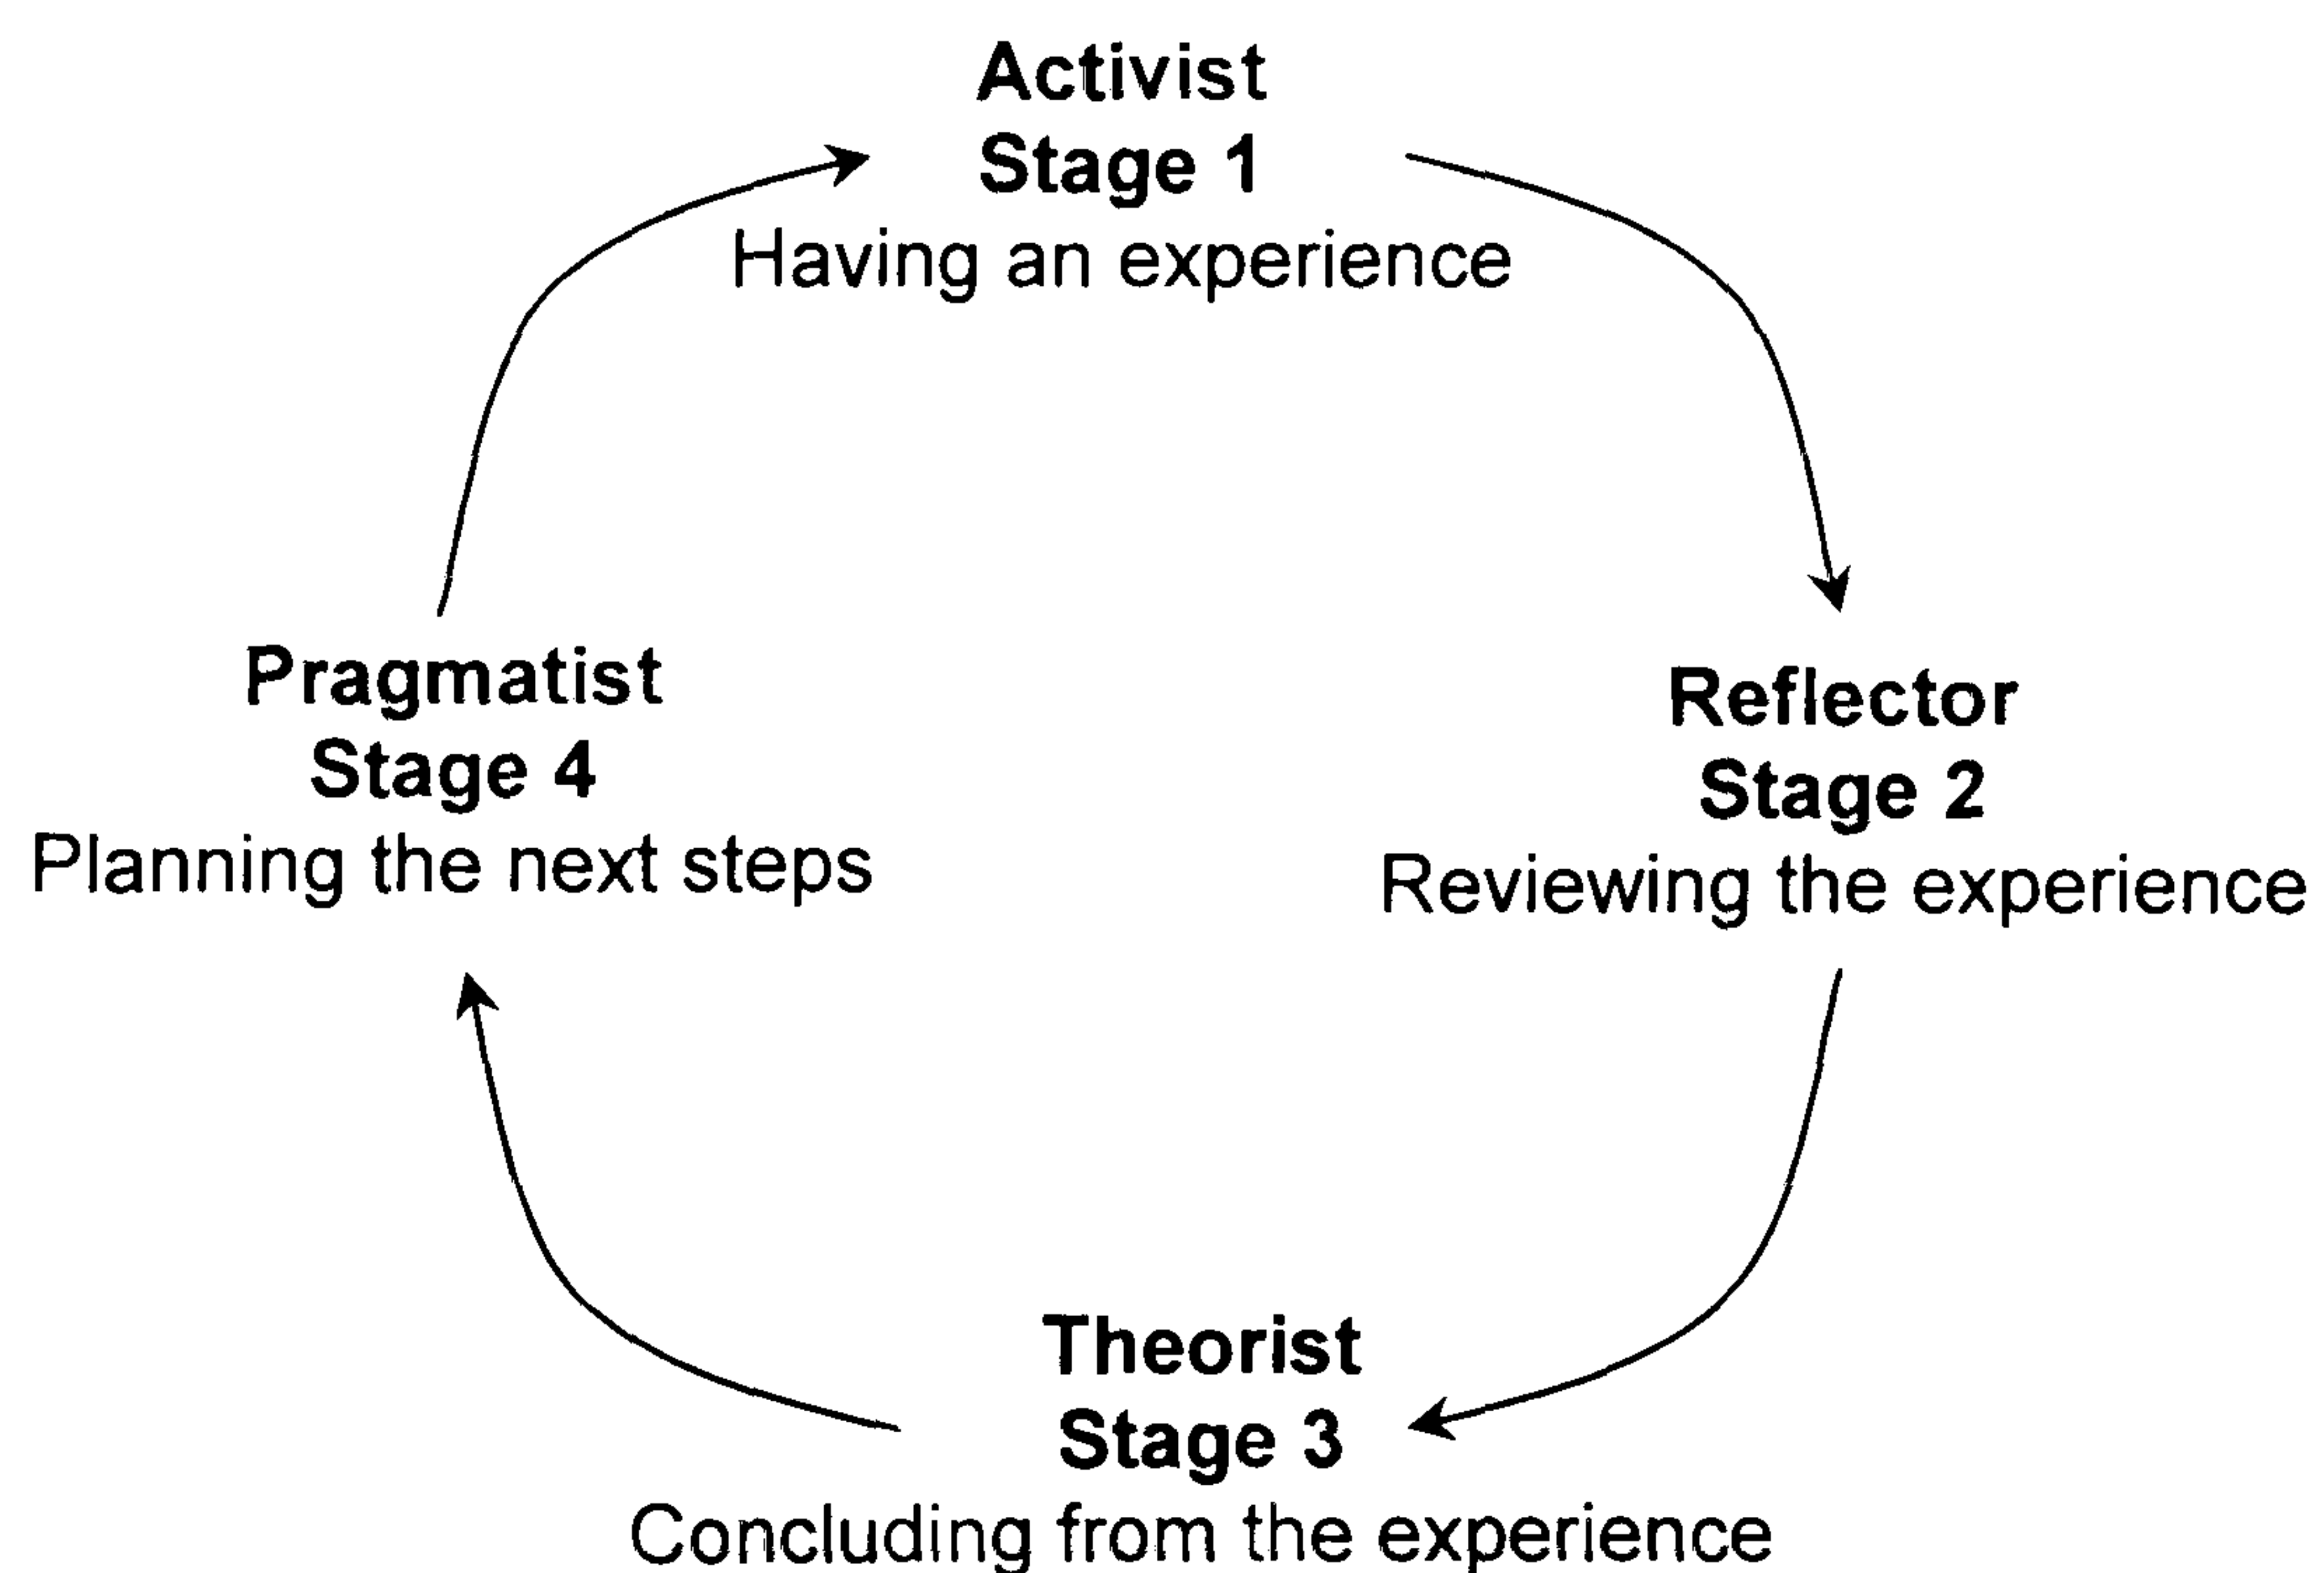 Activist
Stage 1
Having an experience
Reflector
Stage 2
Reviewing the experience
Theorist
Stage 3
Concluding from the experience
Pragmatist
Stage 4
Planning the next steps